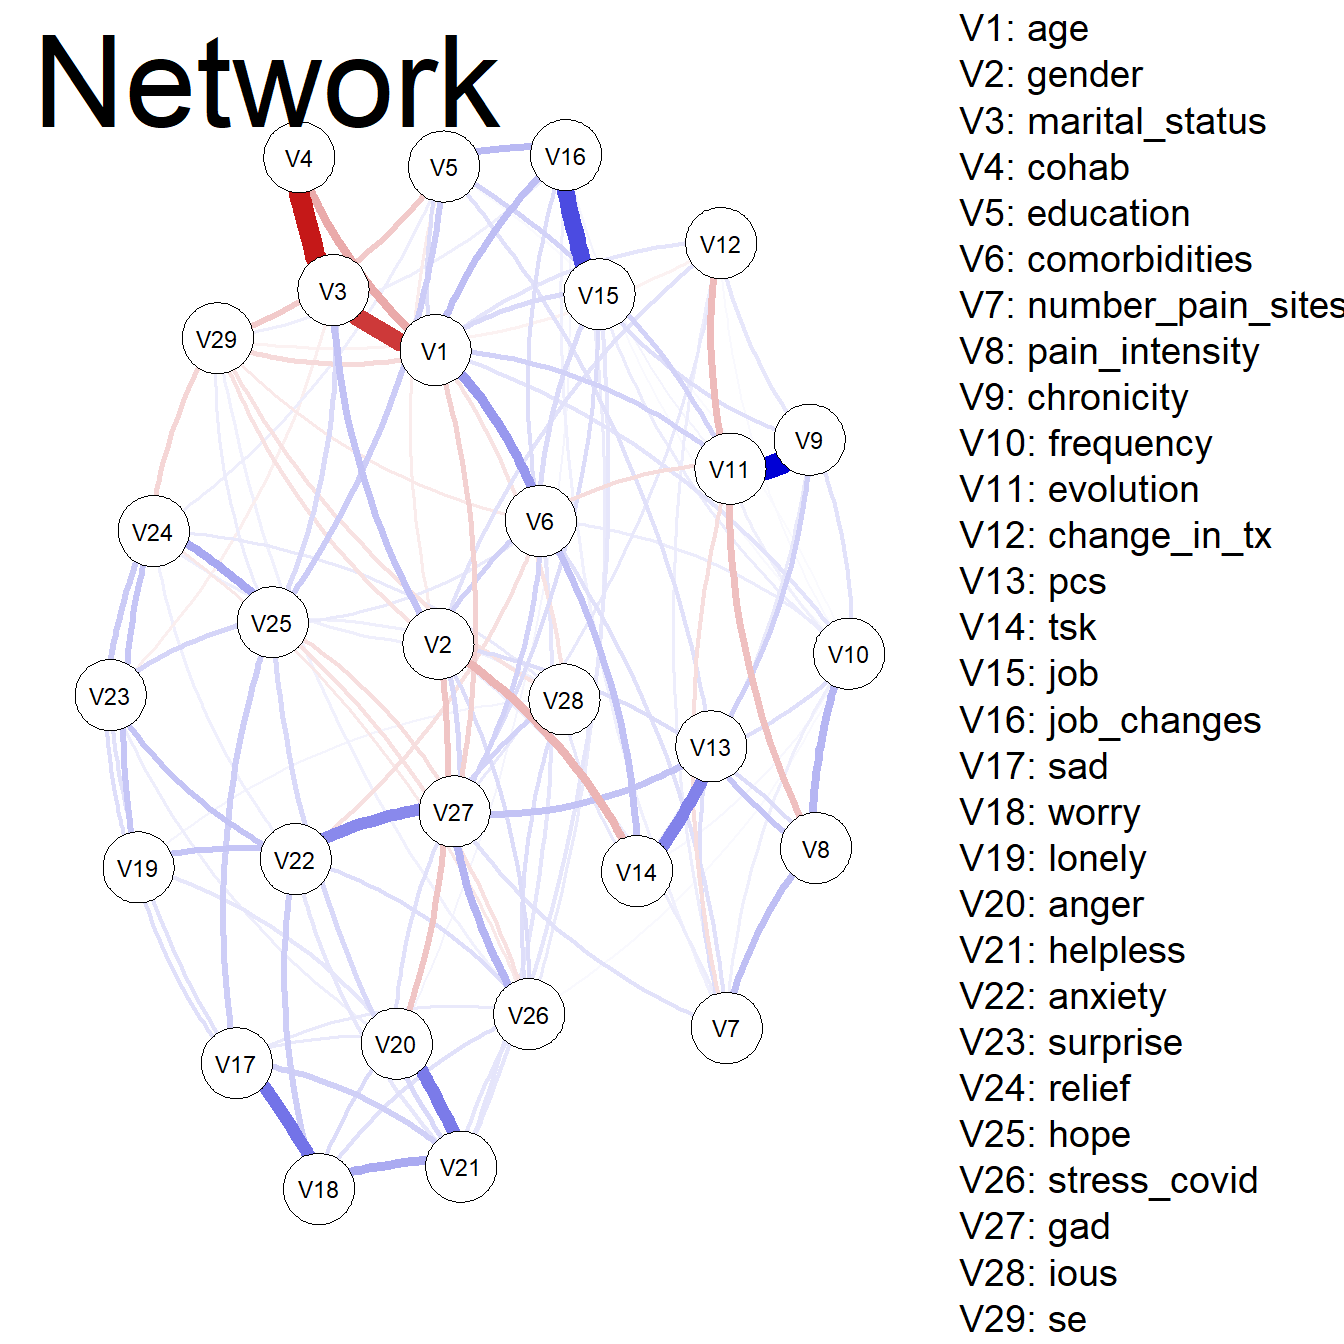 Network
V4
V5
V16
V12
V3
V15
V29
V1
V9
V11
V24
V6
V25
V2
V10
V23
V28
V13
V27
V19
V22
V14
V8
V26
V7
V20
V17
V21
V18
V1: age
V2: gender
V3: marital_status
V4: cohab
V5: education
V6: comorbidities
V7: number_pain_sites
V8: pain_intensity
V9: chronicity
V10: frequency
V11: evolution
V12: change_in_tx
V13: pcs
V14: tsk
V15: job
V16: job_changes
V17: sad
V18: worry
V19: lonely
V20: anger
V21: helpless
V22: anxiety
V23: surprise
V24: relief
V25: hope
V26: stress_covid
V27: gad
V28: ious
V29: se